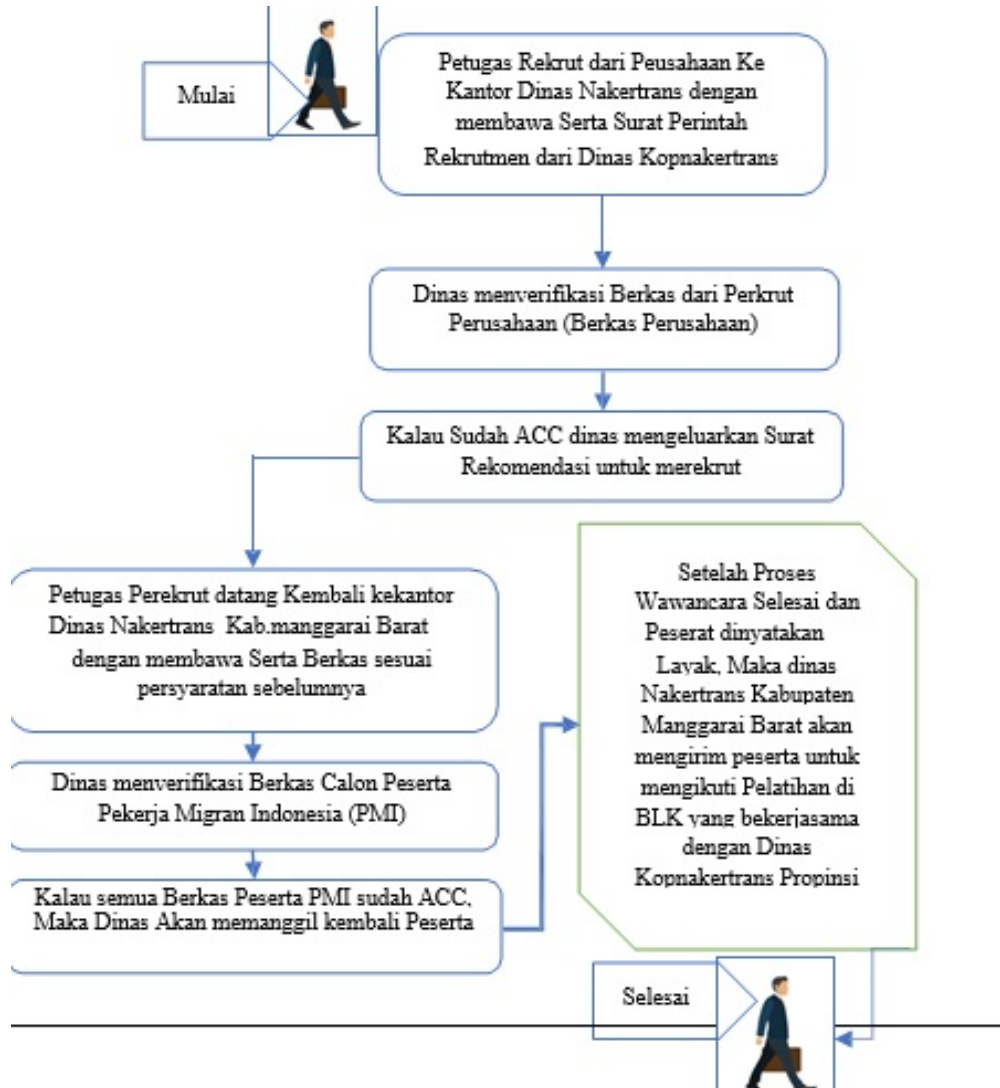 Mulai
Petugas Rekrut dari Peusahaan Ke
Kantor Dinas Nakertrans dengan
membawa Serta Surat Perintah
Rekrutmen dari Dinas Kopnakertrans
Dinas menverifikasi Berkas dari Perkrut
Perusahaan (Berkas Perusahaan)
Kalau Sudah ACC dinas mengeluarkan Surat
Rekomendasi untuk merekrut
Petugas Perekrut datang Kembali kekantor
Dinas Nakertrans Kab.manggarai Barat
dengan membawa Serta Berkas sesuai
persyaratan sebelumnya
Dinas menverifikasi Berkas Calon Peserta
Pekerja Migran Indonesia (PMI)
Kalau semua Berkas Peserta PMI sudah ACC,
Maka Dinas Akan memanggil kembali Peserta
Setelah Proses
Wawancara Selesai dan
Peserat dinyatakan
Layak, Maka dinas
Nakertrans Kabupaten
Manggarai Barat akan
mengirim peserta untuk
mengikuti Pelatihan di
BLK yang bekerjasama
dengan Dinas
Kopnakertrans Propinsi
Selesai